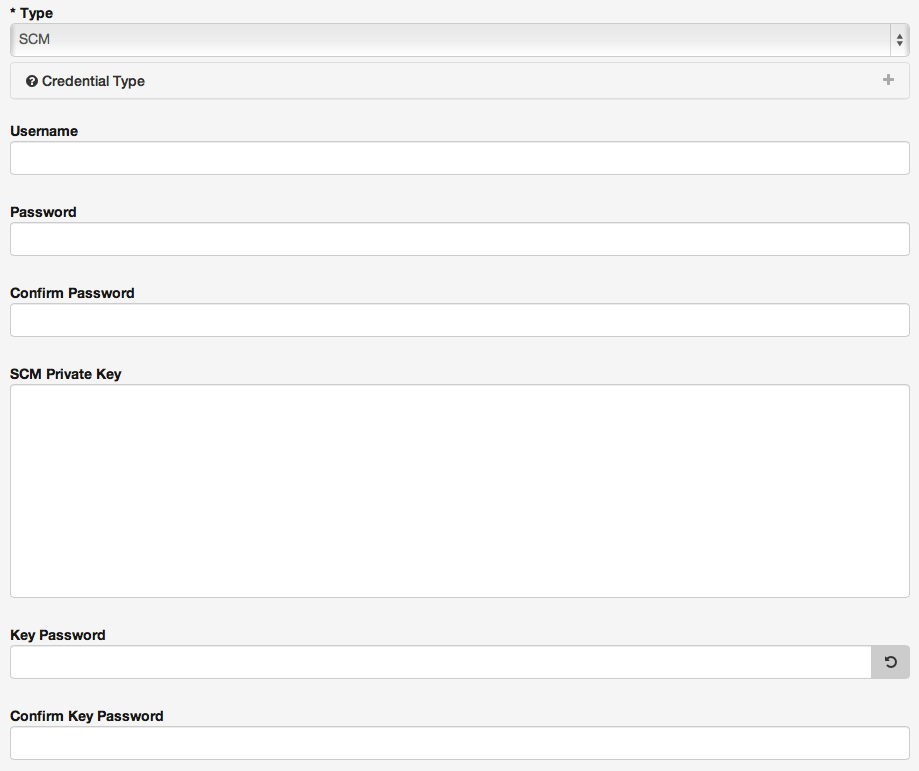 * Type
SCM
Credential Type
Username
Password
Confirm Password
SCM Private Key
Key Password
Confirm Key Password